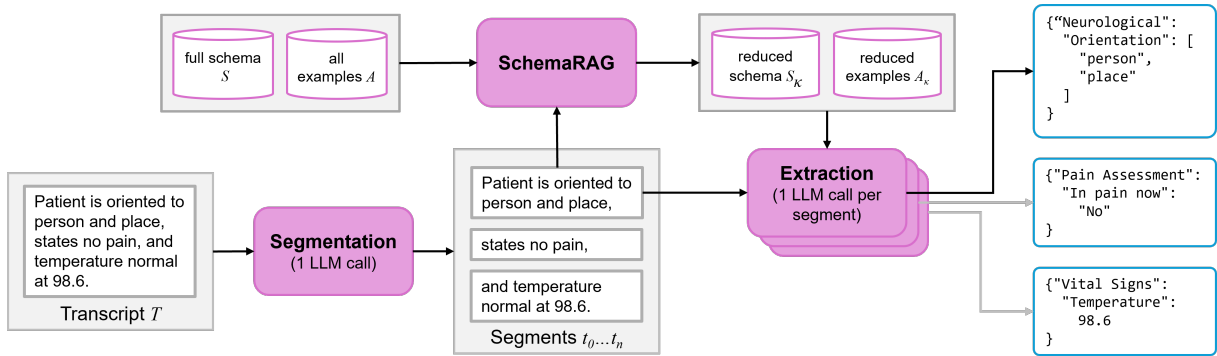 full schema
S
all
examples A
SchemaRAG
reduced
schema Sκ
reduced
examples Aκ
Patient is oriented to
person and place,
states no pain, and
temperature normal
at 98.6.
Transcript T
Segmentation
(1 LLM call)
Patient is oriented to
person and place,
states no pain,
and temperature
normal at 98.6.
Segments t0…tn
Extraction
(1 LLM call per
segment)
{“Neurological":
"Orientation": [
"person",
"place"
]
}
{"Pain Assessment":
"In pain now":
"No"
}
{"Vital Signs":
"Temperature":
98.6
}